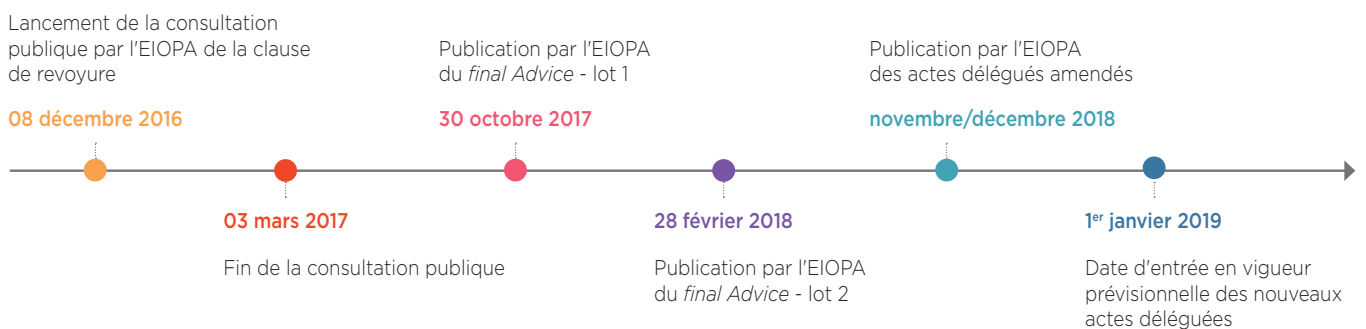 Lancement de la consultation
publique par l'EIOPA de la clause
de revoyure
08 décembre 2016
Publication par l'EIOPA
du final Advice - lot 1
30 octobre 2017
Publication par l'EIOPA
des actes délégués amendés
novembre/décembre 2018
03 mars 2017
Fin de la consultation publique
28 février 2018
Publication par l'EIOPA
du final Advice - lot 2
1er janvier 2019
Date d'entrée en vigueur
prévisionnelle des nouveaux
actes déléguées